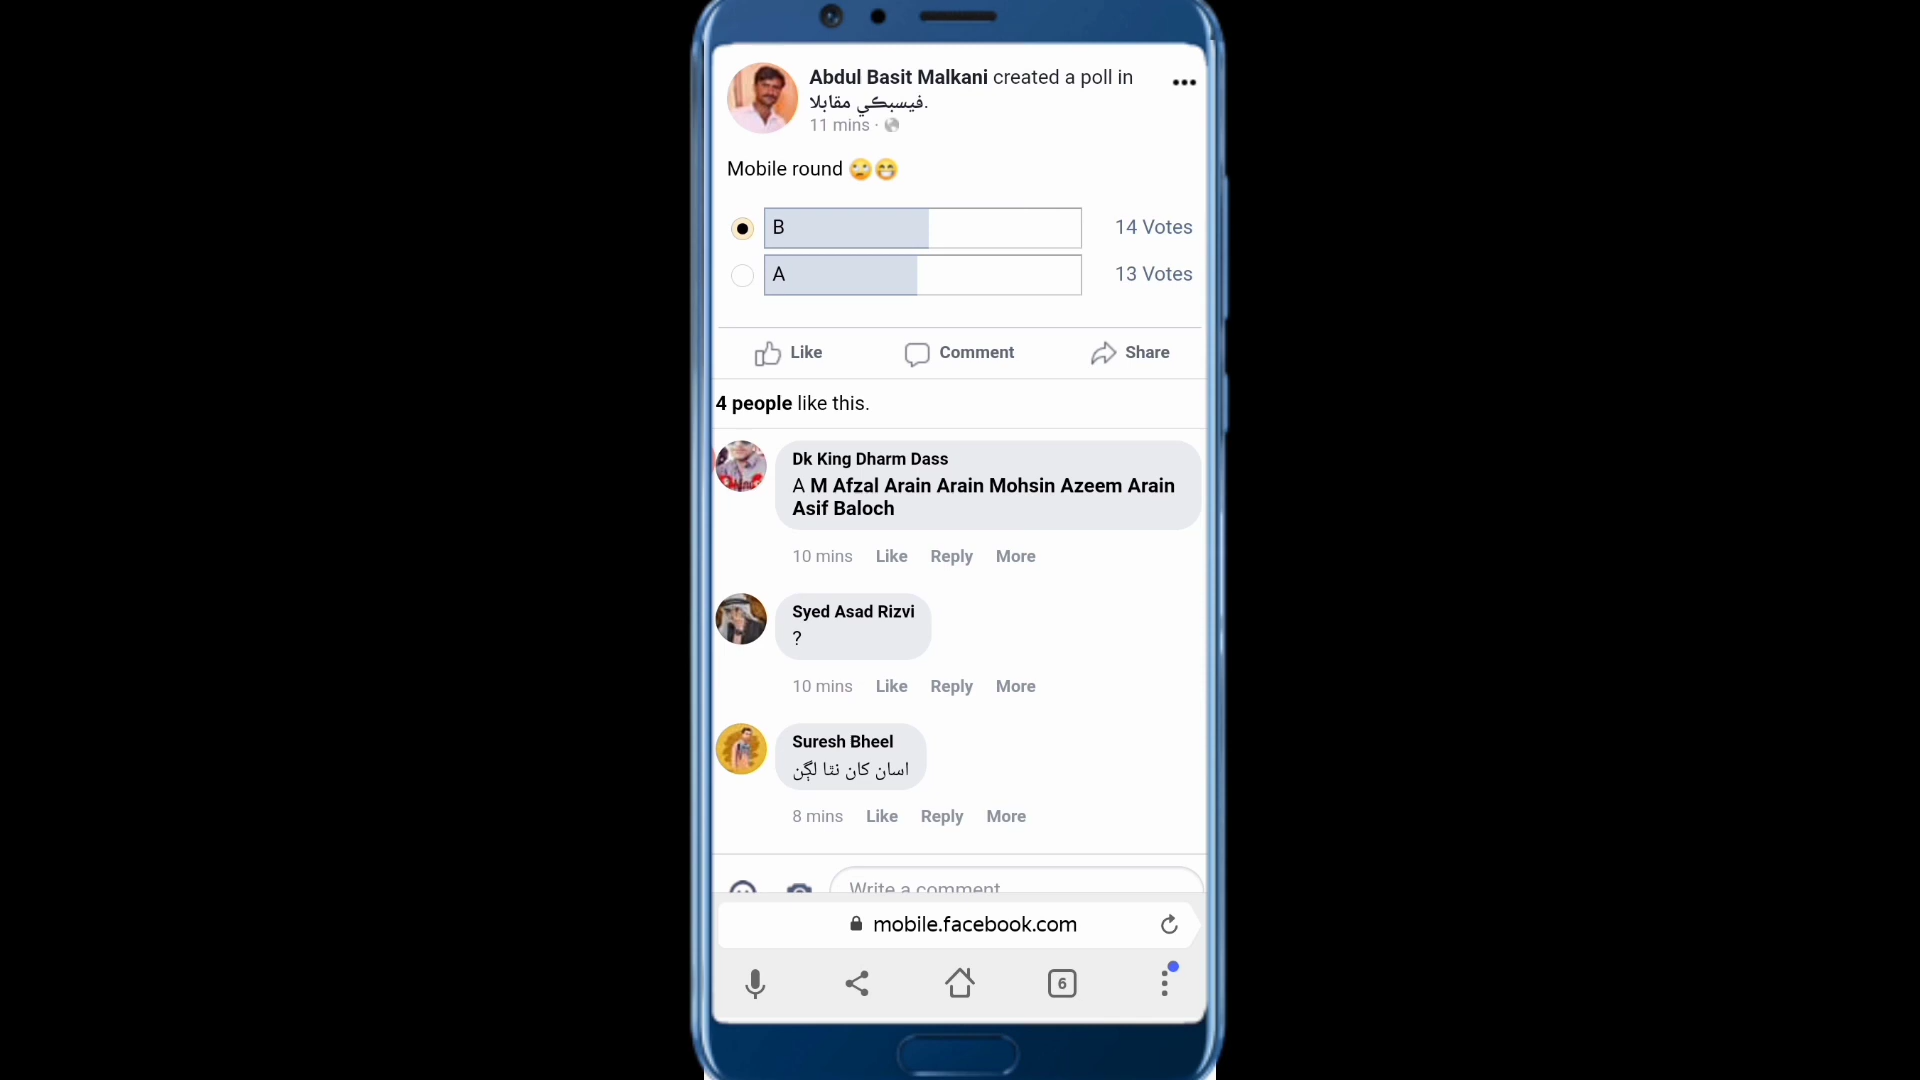 Abdul Basit Malkani created a poll in
فيسبڪي مقابلا.
11 mins ·
Mobile round 🙄😁
B 14 Votes
A 13 Votes
Like Comment Share
4 people like this.
Dk King Dharm Dass
A M Afzal Arain Arain Mohsin Azeem Arain
Asif Baloch
10 mins Like Reply More
Syed Asad Rizvi
?
10 mins Like Reply More
Suresh Bheel
اسان کان نٿا لڳن
8 mins Like Reply More
Write a comment
mobile.facebook.com
6